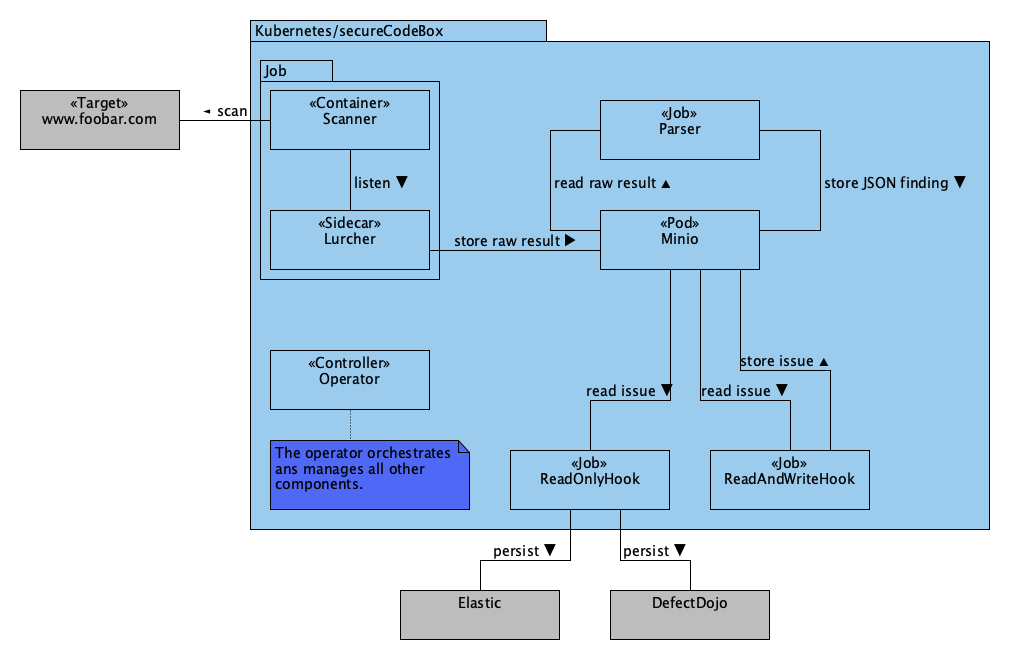 Kubernetes/secureCodeBox
Job
«Target»
www.foobar.com
◄ scan
«Container»
Scanner
listen ▼
«Sidecar»
Lurcher
store raw result ▶
«Job»
Parser
read raw result ▲
store JSON finding ▼
«Pod»
Minio
«Controller»
Operator
The operator orchestrates
ans manages all other
components.
store issue ▲
read issue ▼
read issue ▼
«Job»
ReadOnlyHook
«Job»
ReadAndWriteHook
persist ▼
persist ▼
Elastic
DefectDojo